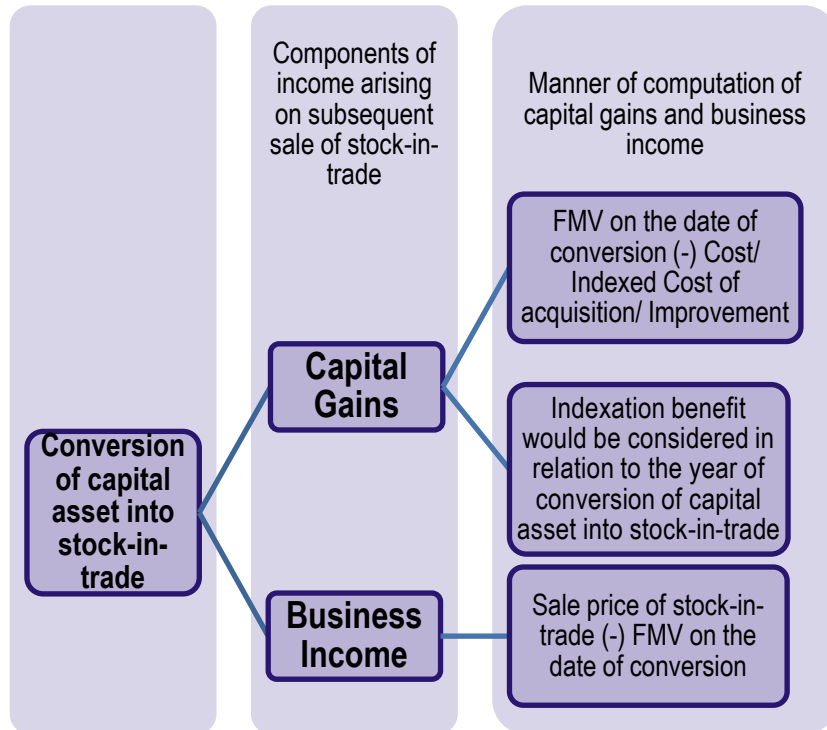 Components of
income arising
on subsequent
sale of stock-in-
trade
Manner of computation of
capital gains and business
income
Conversion
of capital
asset into
stock-in-
trade
Capital
Gains
FMV on the date of
conversion (-) Cost/
Indexed Cost of
acquisition/ Improvement
Indexation benefit
would be considered in
relation to the year of
conversion of capital
asset into stock-in-trade
Business
Income
Sale price of stock-in-
trade (-) FMV on the
date of conversion